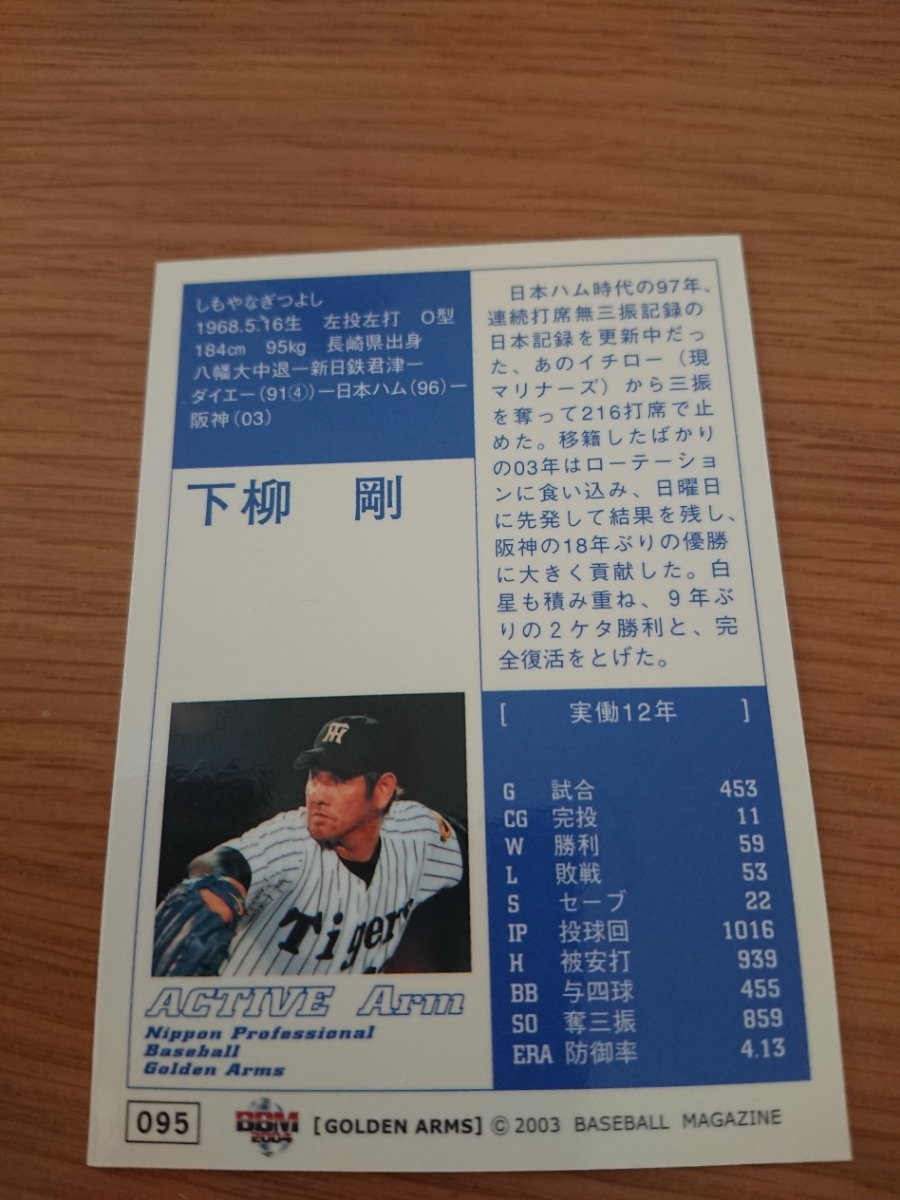 しもやなぎつよし
1968.5.16生 左投左打 O型
184cm 95kg 長崎県出身
八幡大中退ー新日鉄君津ー
ダイエー(91④)ー日本ハム(96)ー
阪神(03)
下柳 剛
日本ハム時代の97年、
連続打席無三振記録の
日本記録を更新中だっ
た、あのイチロー（現
マリナーズ）から三振
を奪って216打席で止
めた。移籍したばかり
の03年はローテーショ
ンに食い込み、日曜日
に先発して結果を残し、
阪神の18年ぶりの優勝
に大きく貢献した。白
星も積み重ね、9年ぶ
りの2ケタ勝利と、完
全復活をとげた。
[ 実働12年 ]
G 試合 453
CG 完投 11
W 勝利 59
L 敗戦 53
S セーブ 22
IP 投球回 1016
H 被安打 939
BB 与四球 455
SO 奪三振 859
ERA 防御率 4.13
TH
Tigers
ACTIVE Arm
Nippon Professional
Baseball
Golden Arms
095
BBM
2004
[GOLDEN ARMS] © 2003 BASEBALL MAGAZINE